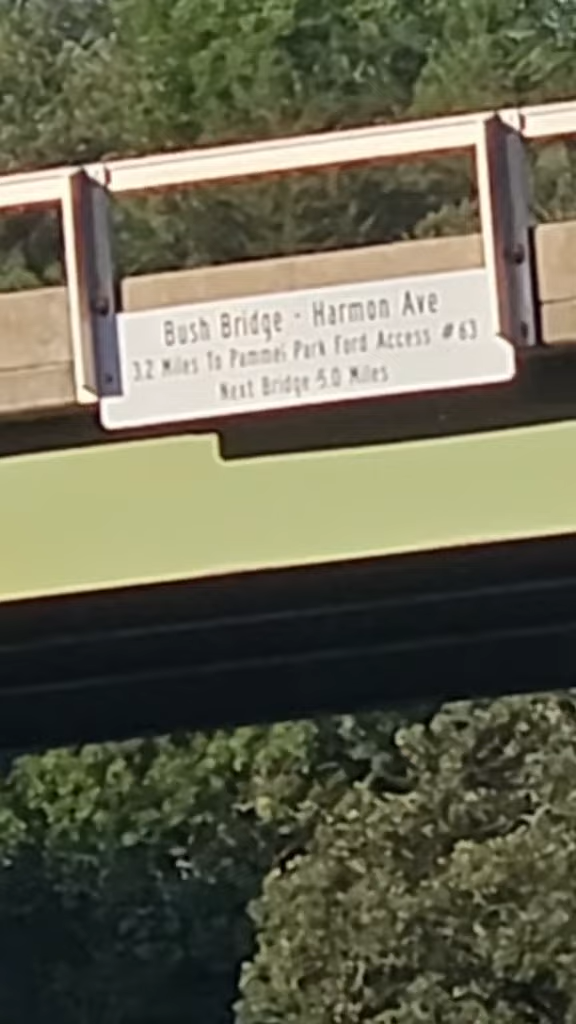 Bush Bridge - Harmon Ave
3.2 Miles To Pammel Park Ford Access #63
Next Bridge 5.0 Miles